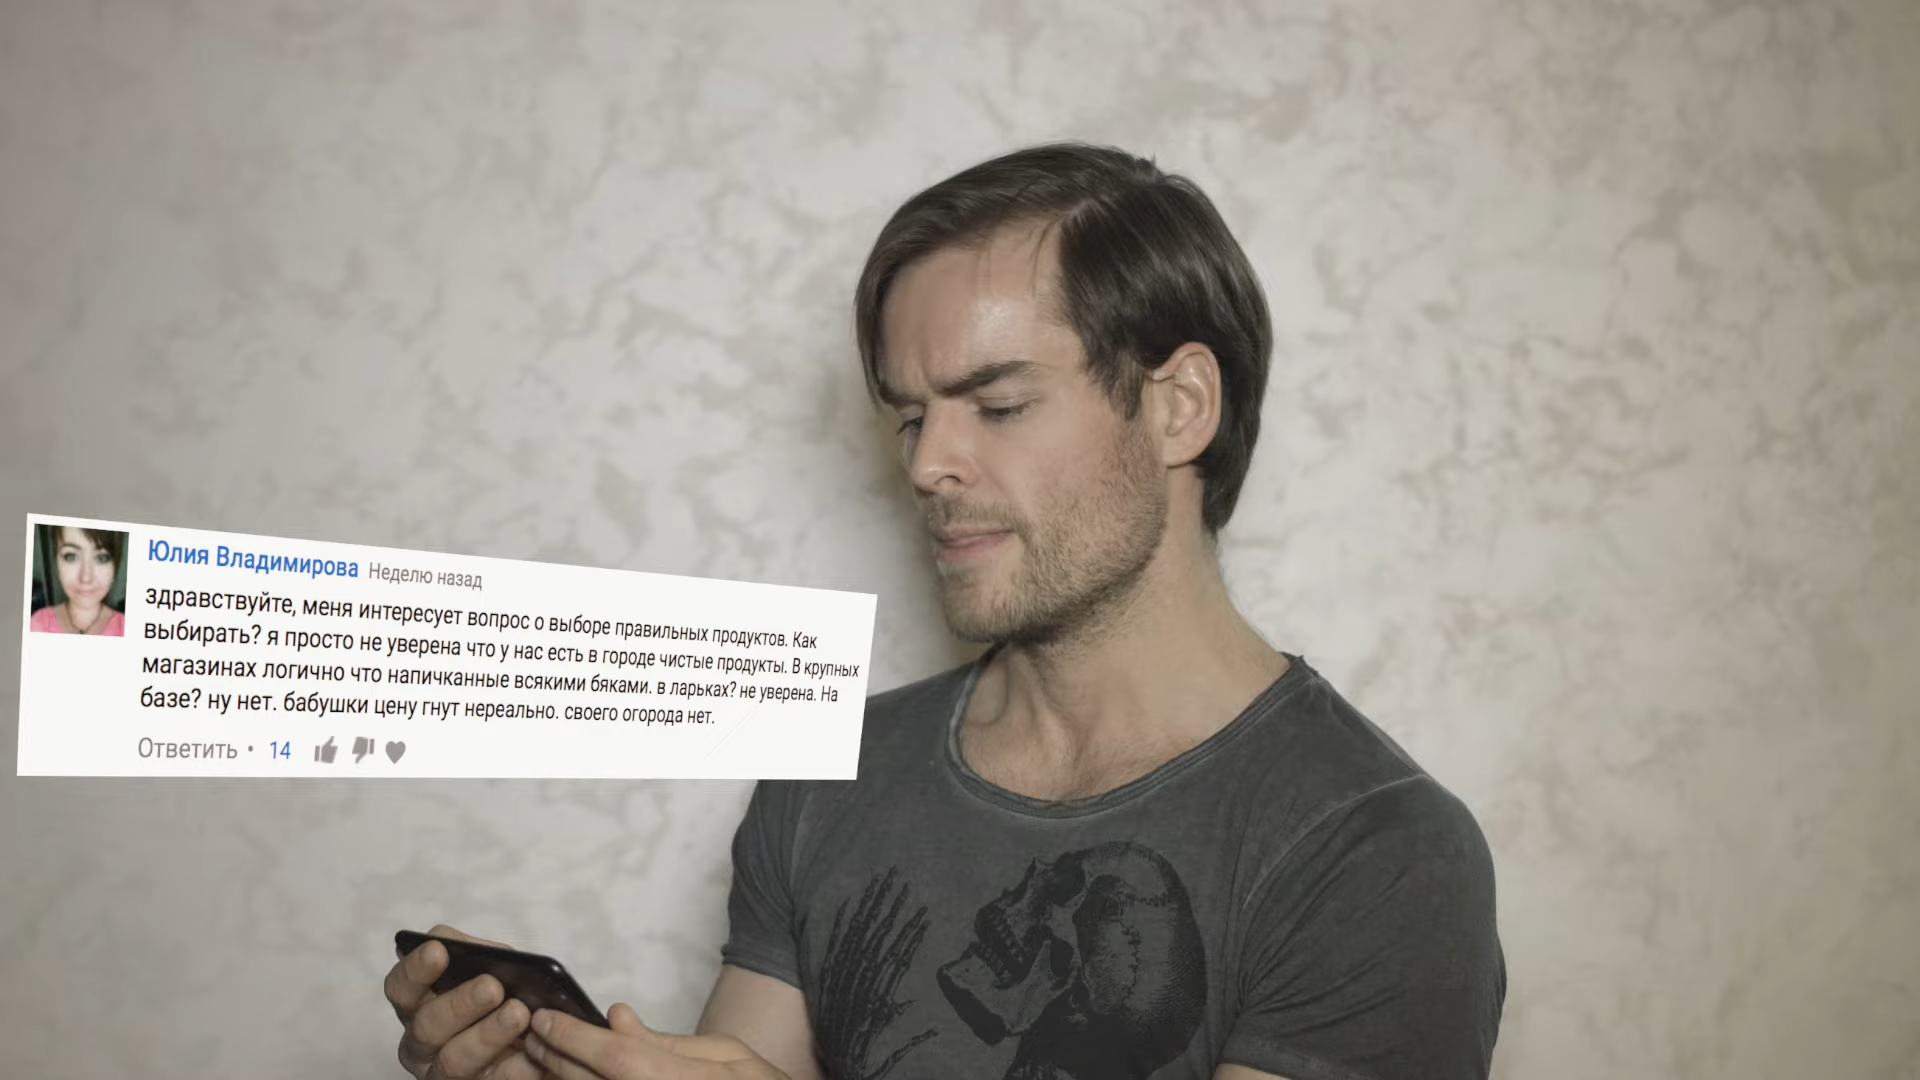 Юлия Владимирова Неделю назад
здравствуйте, меня интересует вопрос о выборе правильных продуктов. Как
выбирать? я просто не уверена что у нас есть в городе чистые продукты. В крупных
магазинах логично что напичканные всякими бяками. в ларьках? не уверена. На
базе? ну нет. бабушки цену гнут нереально. своего огорода нет.
Ответить • 14